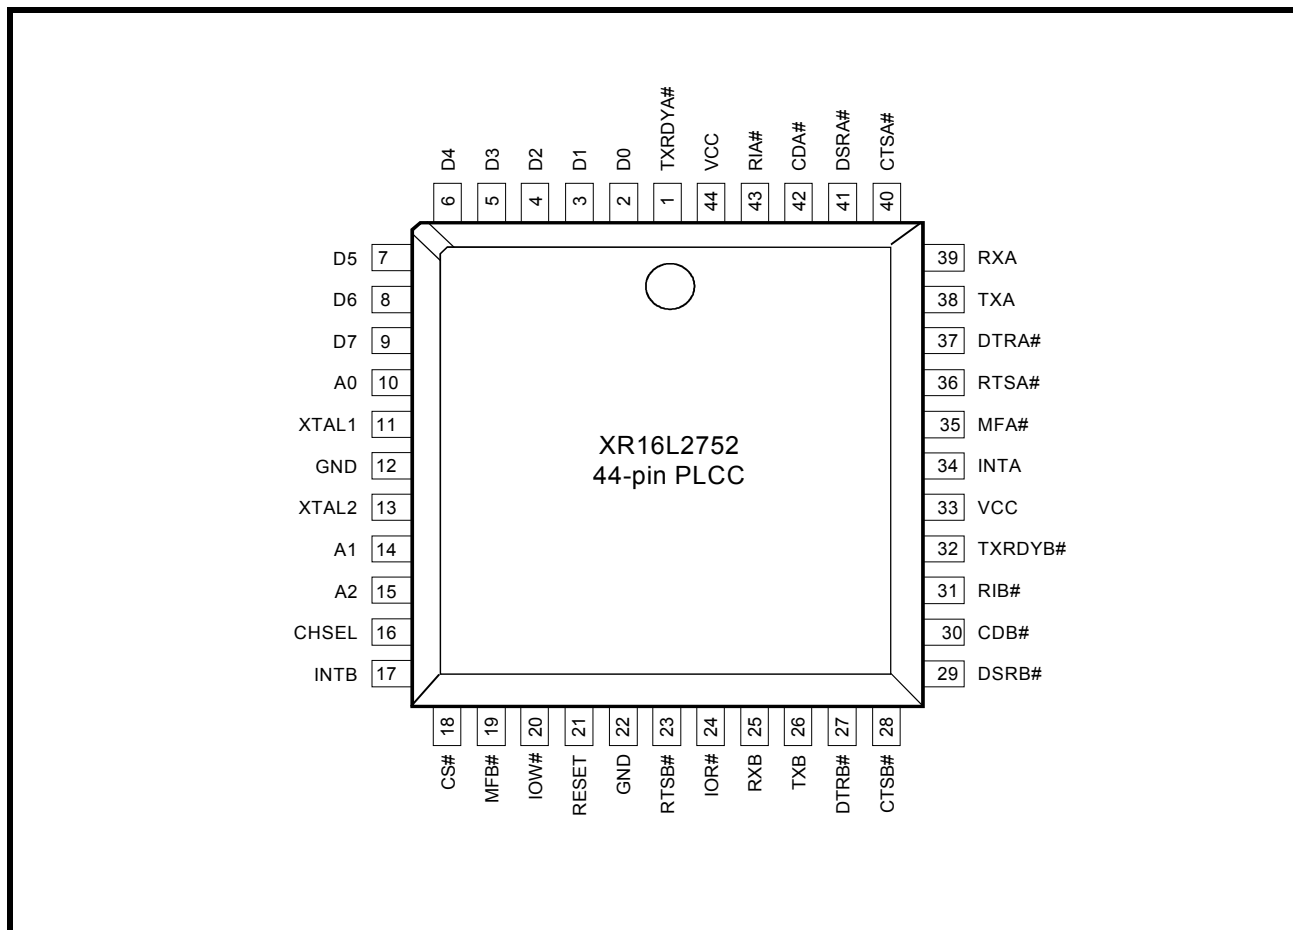 D4 D3 D2 D1 D0 TXRDYA# VCC RIA# CDA# DSRA# CTSA#
6 5 4 3 2 1 44 43 42 41 40
D5 7 39 RXA
D6 8 38 TXA
D7 9 37 DTRA#
A0 10 36 RTSA#
XTAL1 11 35 MFA#
GND 12 34 INTA
XTAL2 13 33 VCC
A1 14 32 TXRDYB#
A2 15 31 RIB#
CHSEL 16 30 CDB#
INTB 17 29 DSRB#
XR16L2752
44-pin PLCC
18 19 20 21 22 23 24 25 26 27 28
CS# MFB# IOW# RESET GND RTSB# IOR# RXB TXB DTRB# CTSB#